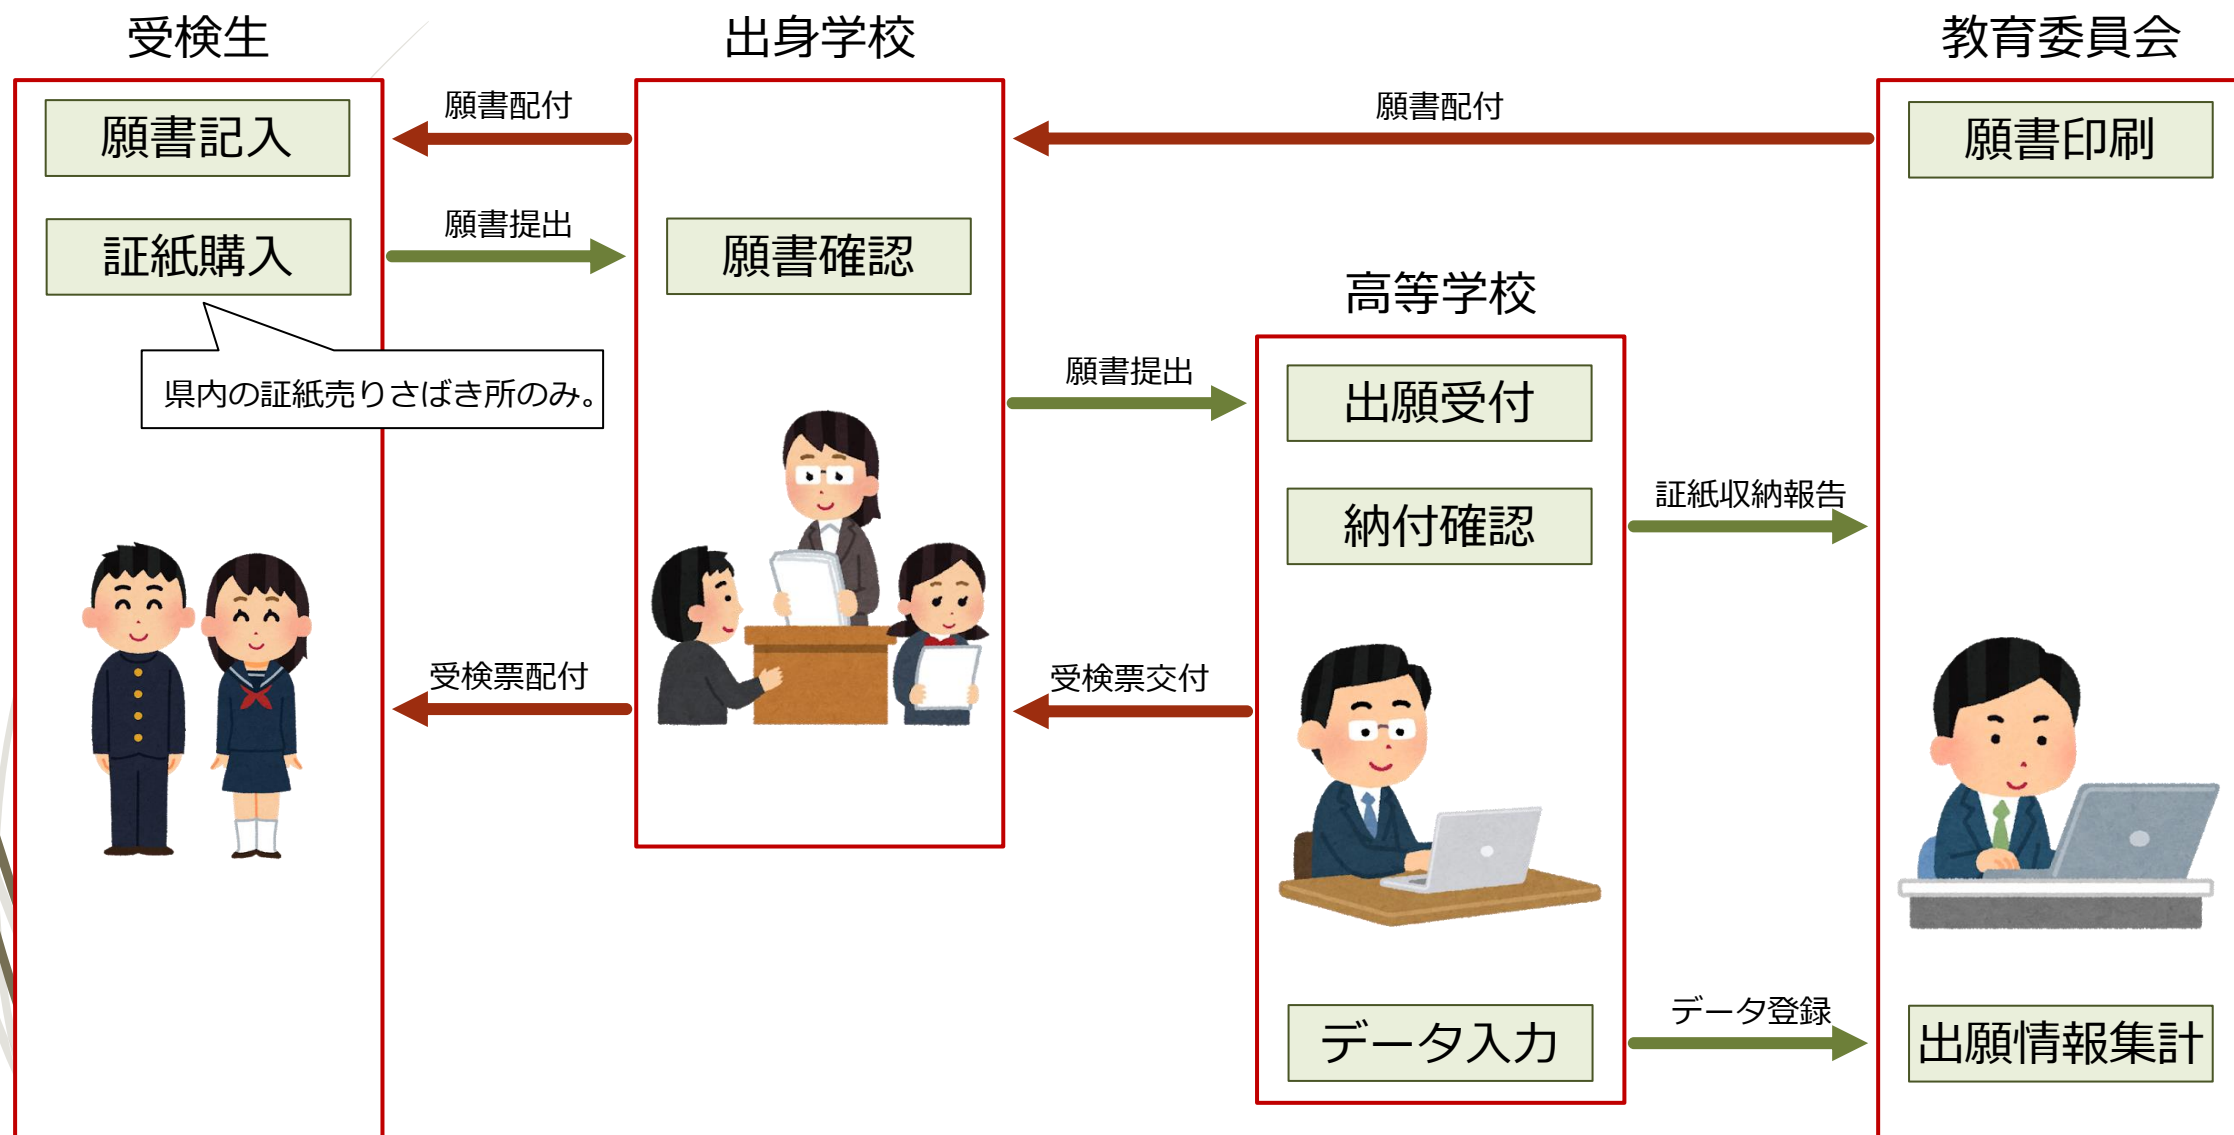 受検生
出身学校
教育委員会
願書記入
願書配付
願書配付
願書印刷
証紙購入
願書提出
願書確認
高等学校
県内の証紙売りさばき所のみ。
願書提出
出願受付
納付確認
証紙収納報告
受検票配付
受検票交付
データ入力
データ登録
出願情報集計